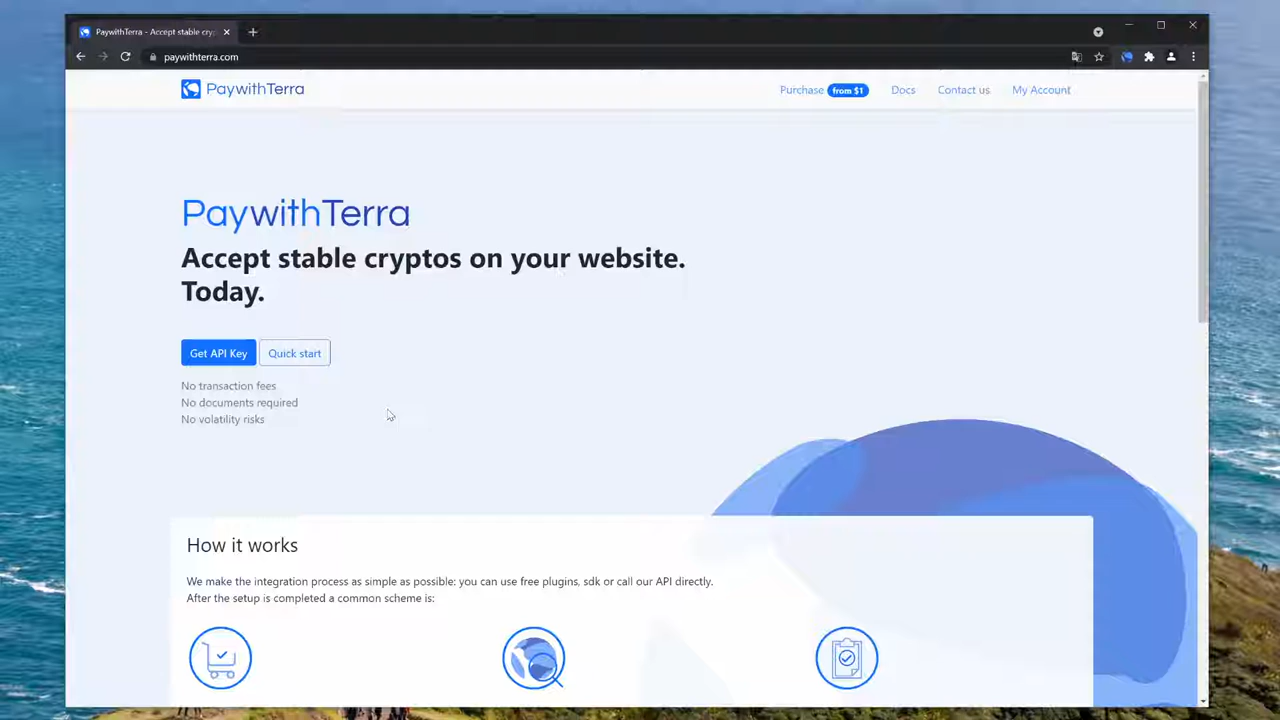 PaywithTerra - Accept stable cry
paywithterra.com
PaywithTerra
Purchase from $1 Docs Contact us My Account
PaywithTerra
Accept stable cryptos on your website.
Today.
Get API Key Quick start
No transaction fees
No documents required
No volatility risks
How it works
We make the integration process as simple as possible: you can use free plugins, sdk or call our API directly.
After the setup is completed a common scheme is: